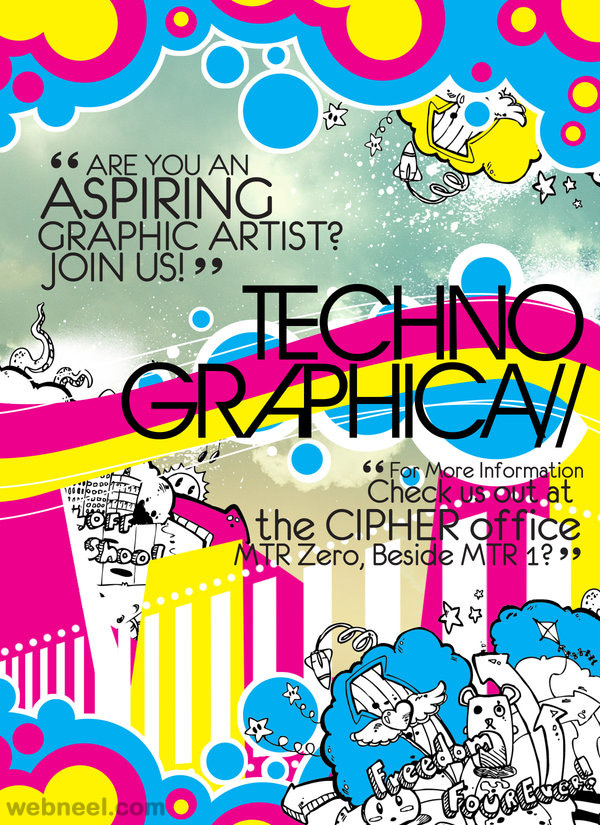 “ ARE YOU AN
ASPIRING
GRAPHIC ARTIST?
JOIN US! ”
TECHNO
GRAPHICA//
“ For More Information
Check us out at
the CIPHER office
MTR Zero, Beside MTR 1? ”
Freedom
FourEver!
webneel.com